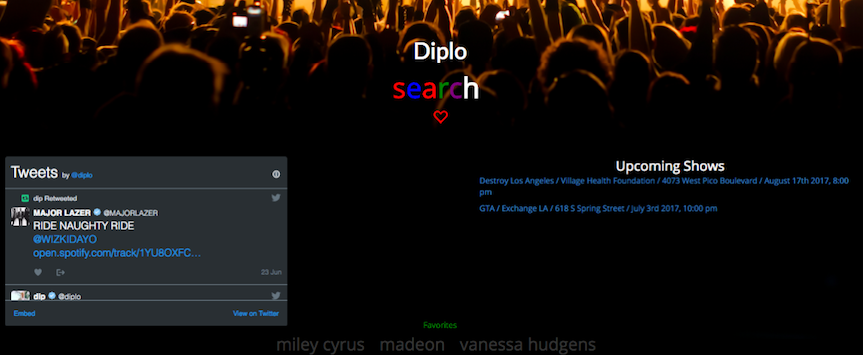 Diplo
search
Tweets by @diplo
dip Retweeted
MAJOR LAZER @MAJORLAZER
RIDE NAUGHTY RIDE
@WIZKIDAYO
open.spotify.com/track/1YU8OXFC...
23 Jun
dip @diplo
Embed
View on Twitter
Upcoming Shows
Destroy Los Angeles / Village Health Foundation / 4073 West Pico Boulevard / August 17th 2017, 8:00
pm
GTA / Exchange LA / 618 S Spring Street / July 3rd 2017, 10:00 pm
Favorites
miley cyrus madeon vanessa hudgens